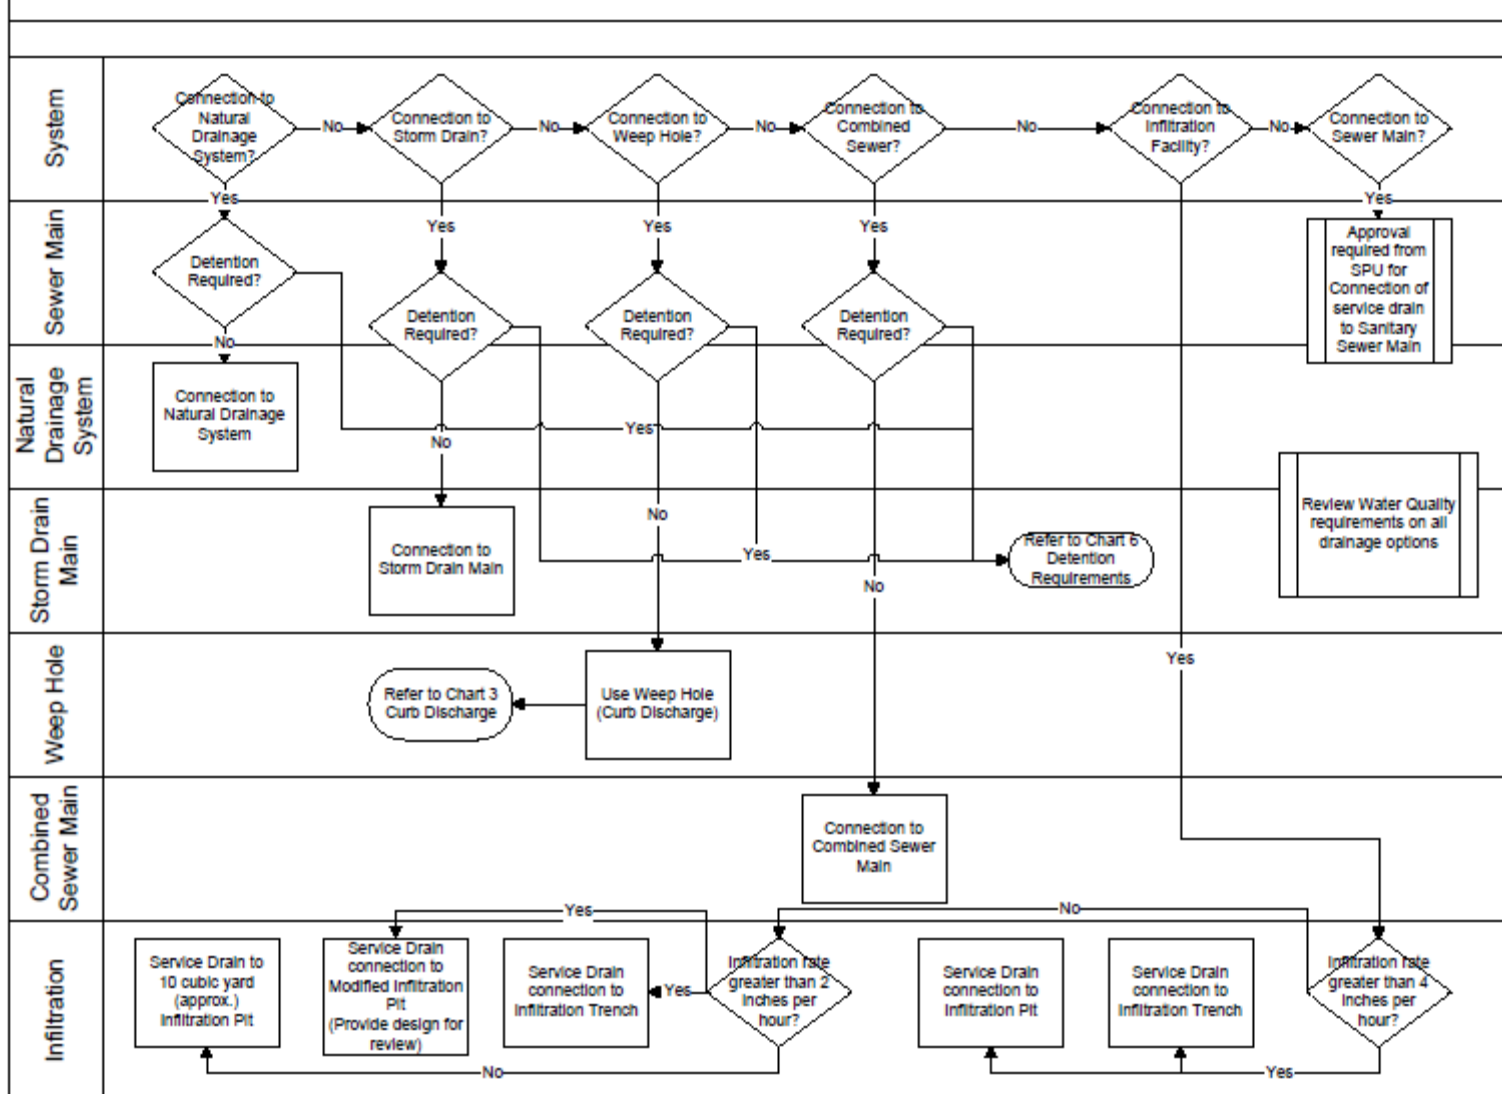 System
Connection to
Natural
Drainage
System?
No
Connection to
Storm Drain?
No
Connection to
Weep Hole?
No
Connection to
Combined
Sewer?
No
Connection to
Infiltration
Facility?
No
Connection to
Sewer Main?
Yes
Yes
Yes
Yes
Yes
Sewer Main
Detention
Required?
Detention
Required?
Detention
Required?
Detention
Required?
Approval
required from
SPU for
Connection of
service drain
to Sanitary
Sewer Main
No
Natural
Drainage
System
Connection to
Natural Drainage
System
No
Yes
Storm Drain
Main
Connection to
Storm Drain Main
No
Yes
No
Refer to Chart 6
Detention
Requirements
Review Water Quality
requirements on all
drainage options
Weep Hole
Refer to Chart 3
Curb Discharge
Use Weep Hole
(Curb Discharge)
Yes
Combined
Sewer Main
Connection to
Combined Sewer
Main
Yes
No
Infiltration
Service Drain to
10 cubic yard
(approx.)
Infiltration Pit
Service Drain
connection to
Modified Infiltration
Pit
(Provide design for
review)
Service Drain
connection to
Infiltration Trench
Yes
Infiltration rate
greater than 2
inches per
hour?
Service Drain
connection to
Infiltration Pit
Service Drain
connection to
Infiltration Trench
Infiltration rate
greater than 4
inches per
hour?
No
Yes